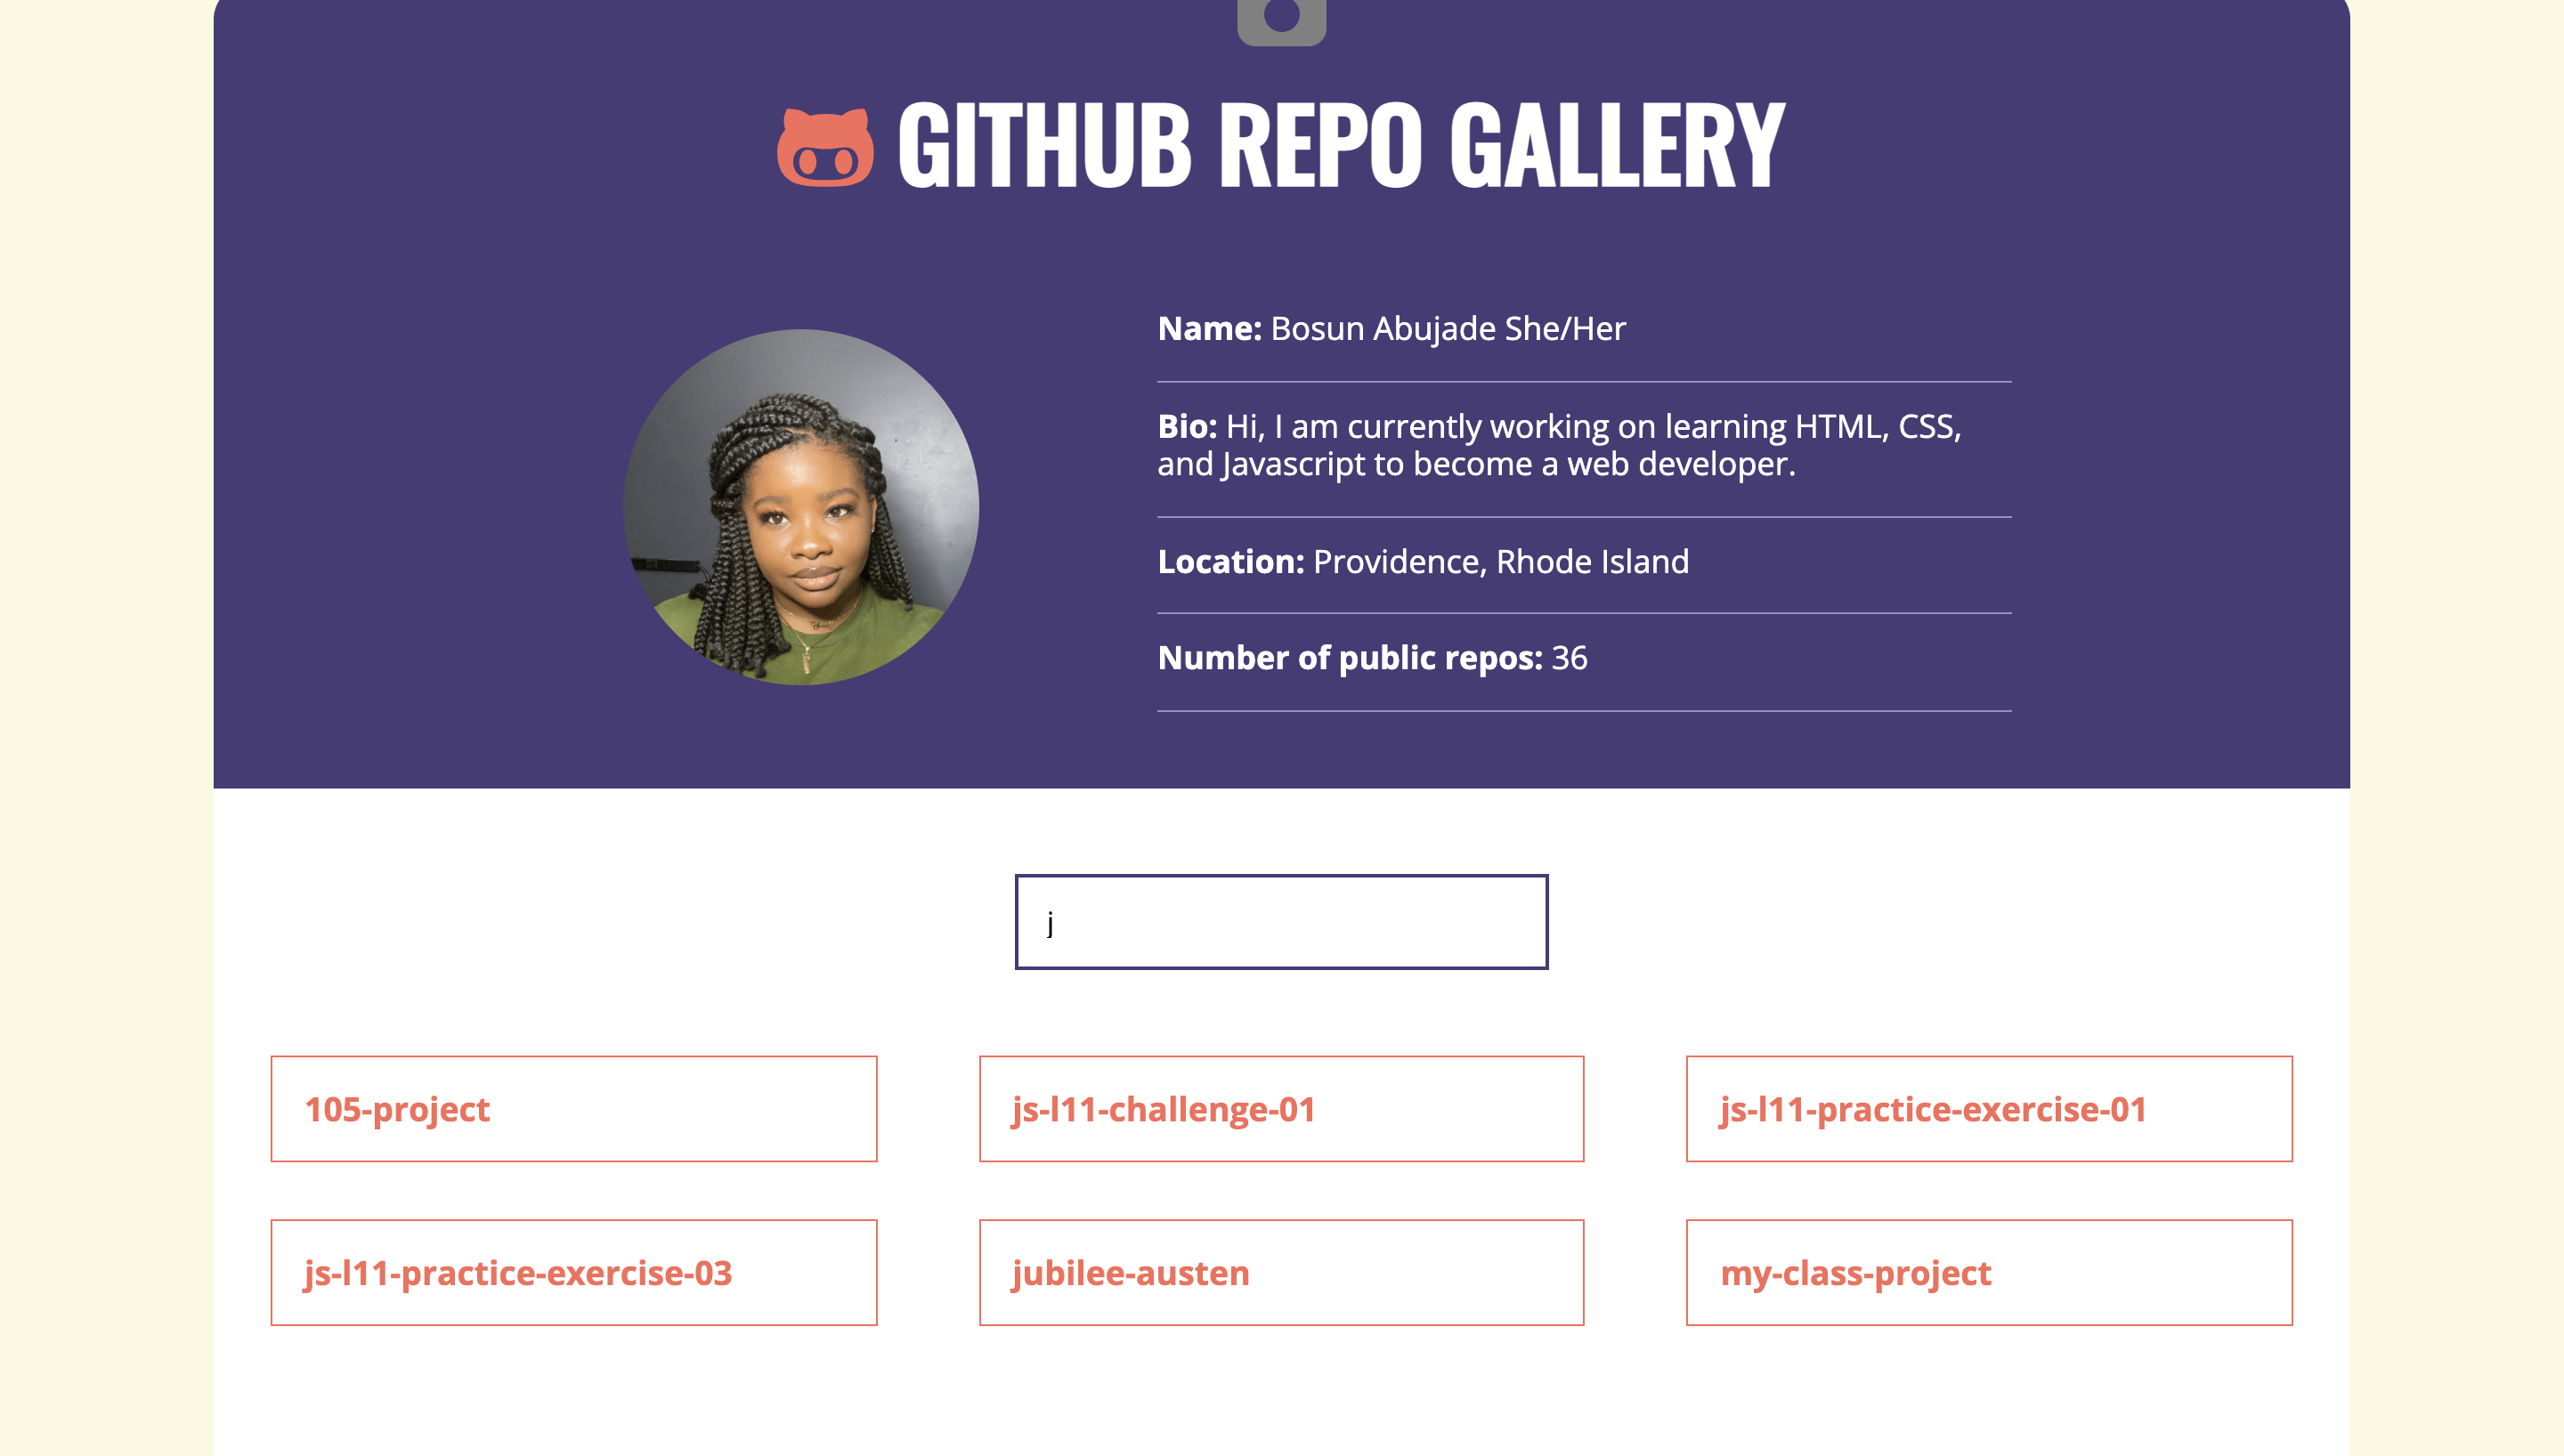 GITHUB REPO GALLERY
Name: Bosun Abujade She/Her
Bio: Hi, I am currently working on learning HTML, CSS,
and Javascript to become a web developer.
Location: Providence, Rhode Island
Number of public repos: 36
j
105-project
js-l11-challenge-01
js-l11-practice-exercise-01
js-l11-practice-exercise-03
jubilee-austen
my-class-project